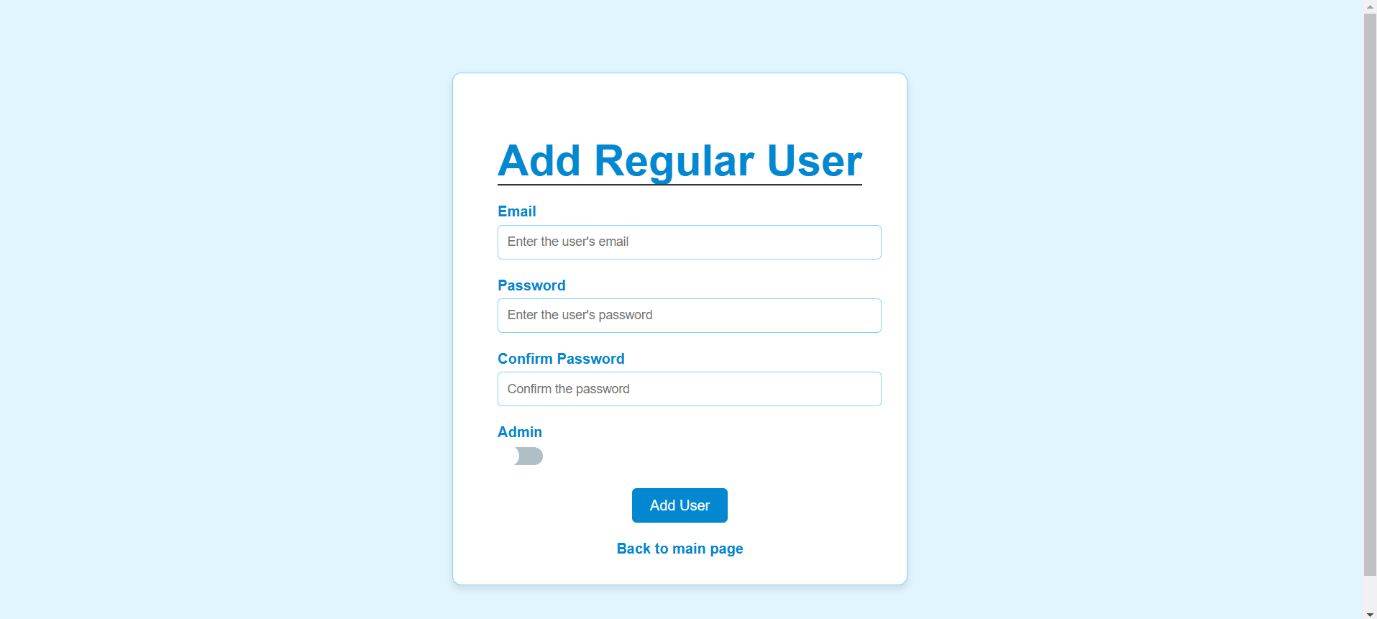 Add Regular User
Email
Enter the user's email
Password
Enter the user's password
Confirm Password
Confirm the password
Admin
Add User
Back to main page